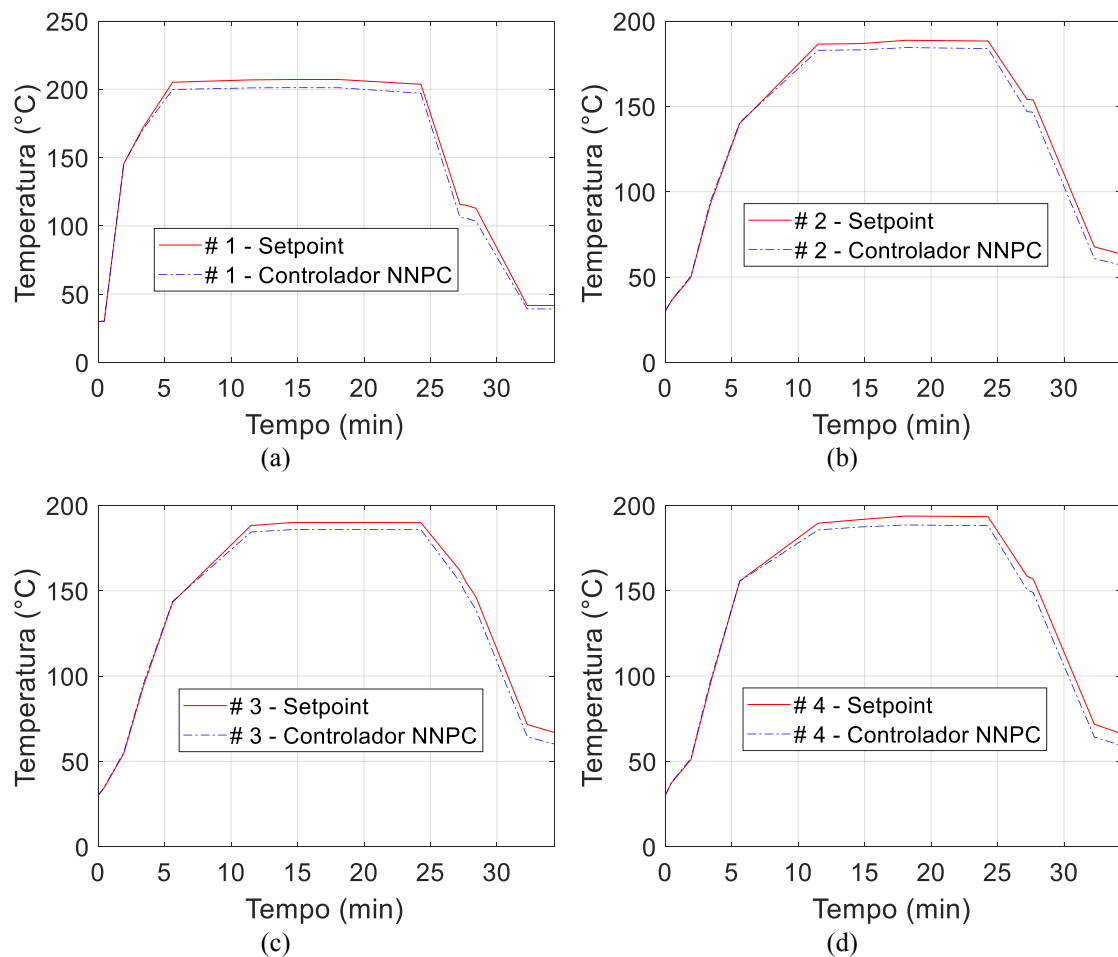 250
200
150
100
50
0
Temperatura (°C)
# 1 - Setpoint
# 1 - Controlador NNPC
0 5 10 15 20 25 30
Tempo (min)
(a)
200
150
100
50
0
Temperatura (°C)
# 2 - Setpoint
# 2 - Controlador NNPC
0 5 10 15 20 25 30
Tempo (min)
(b)
200
150
100
50
0
Temperatura (°C)
# 3 - Setpoint
# 3 - Controlador NNPC
0 5 10 15 20 25 30
Tempo (min)
(c)
200
150
100
50
0
Temperatura (°C)
# 4 - Setpoint
# 4 - Controlador NNPC
0 5 10 15 20 25 30
Tempo (min)
(d)